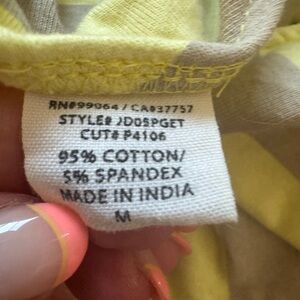 RN#99064 / CA#37757
STYLE# JD05PGET
CUT# P4106
95% COTTON/
5% SPANDEX
MADE IN INDIA
M